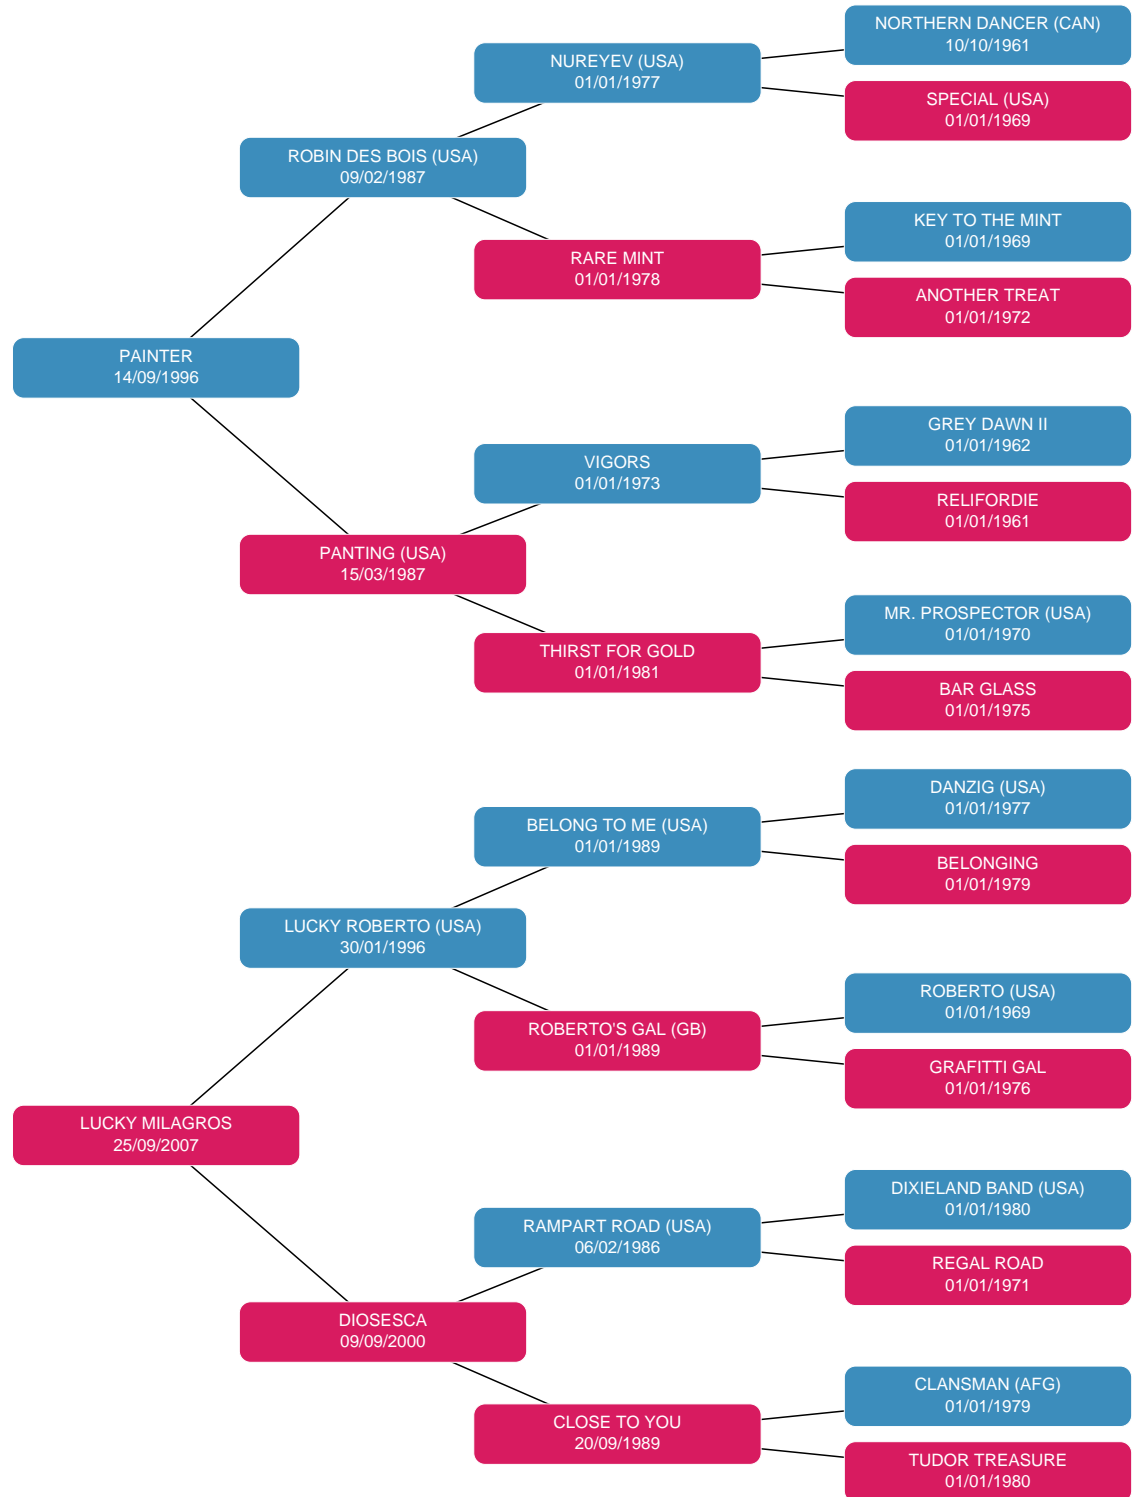 NORTHERN DANCER (CAN)
10/10/1961
NUREYEV (USA)
01/01/1977
SPECIAL (USA)
01/01/1969
ROBIN DES BOIS (USA)
09/02/1987
KEY TO THE MINT
01/01/1969
RARE MINT
01/01/1978
ANOTHER TREAT
01/01/1972
PAINTER
14/09/1996
GREY DAWN II
01/01/1962
VIGORS
01/01/1973
RELIFORDIE
01/01/1961
PANTING (USA)
15/03/1987
MR. PROSPECTOR (USA)
01/01/1970
THIRST FOR GOLD
01/01/1981
BAR GLASS
01/01/1975
DANZIG (USA)
01/01/1977
BELONG TO ME (USA)
01/01/1989
BELONGING
01/01/1979
LUCKY ROBERTO (USA)
30/01/1996
ROBERTO (USA)
01/01/1969
ROBERTO'S GAL (GB)
01/01/1989
GRAFITTI GAL
01/01/1976
LUCKY MILAGROS
25/09/2007
DIXIELAND BAND (USA)
01/01/1980
RAMPART ROAD (USA)
06/02/1986
REGAL ROAD
01/01/1971
DIOSESCA
09/09/2000
CLANSMAN (AFG)
01/01/1979
CLOSE TO YOU
20/09/1989
TUDOR TREASURE
01/01/1980